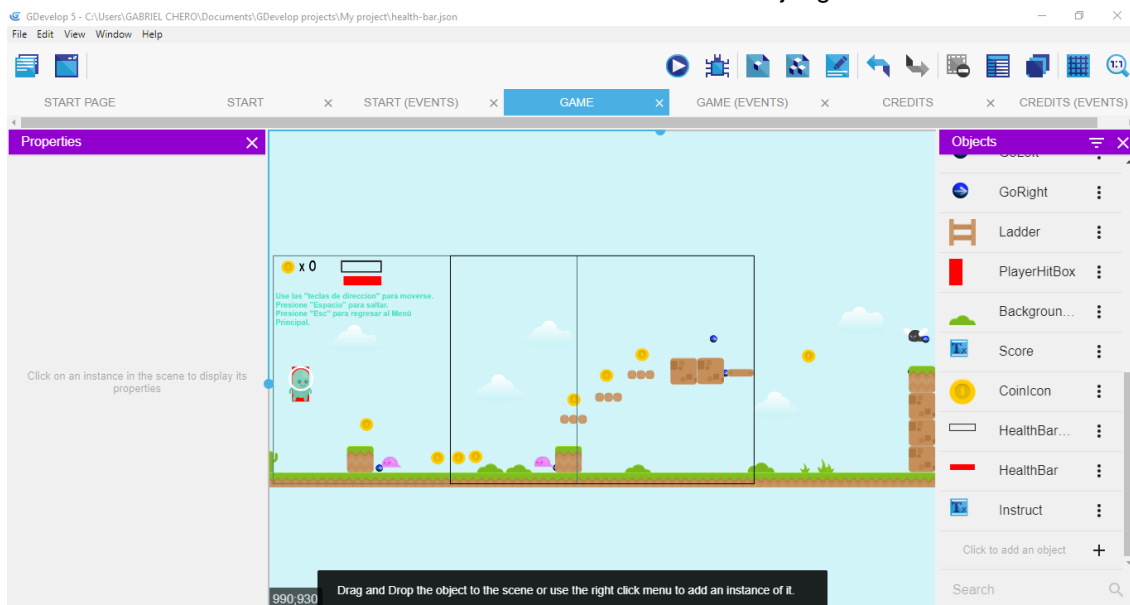 GDevelop 5 - C:\Users\GABRIEL CHERO\Documents\GDevelop projects\My project\health-bar.json
File Edit View Window Help
1:1
START PAGE START × START (EVENTS) × GAME × GAME (EVENTS) × CREDITS × CREDITS (EVENTS)
Properties
Objects
GoRight
Ladder
PlayerHitBox
Backgroun...
Score
CoinIcon
HealthBar...
HealthBar
Instruct
Click to add an object +
Search
Click on an instance in the scene to display its
properties
x 0
Use las "teclas de direccion" para moverse.
Presione "Espacio" para saltar.
Presione "Esc" para regresar al Menú
Principal.
Drag and Drop the object to the scene or use the right click menu to add an instance of it.
990;930